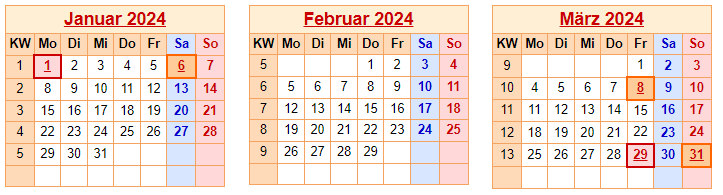 Januar 2024
KW Mo Di Mi Do Fr Sa So
1 1 2 3 4 5 6 7
2 8 9 10 11 12 13 14
3 15 16 17 18 19 20 21
4 22 23 24 25 26 27 28
5 29 30 31
Februar 2024
KW Mo Di Mi Do Fr Sa So
5 1 2 3 4
6 5 6 7 8 9 10 11
7 12 13 14 15 16 17 18
8 19 20 21 22 23 24 25
9 26 27 28 29
März 2024
KW Mo Di Mi Do Fr Sa So
9 1 2 3
10 4 5 6 7 8 9 10
11 11 12 13 14 15 16 17
12 18 19 20 21 22 23 24
13 25 26 27 28 29 30 31